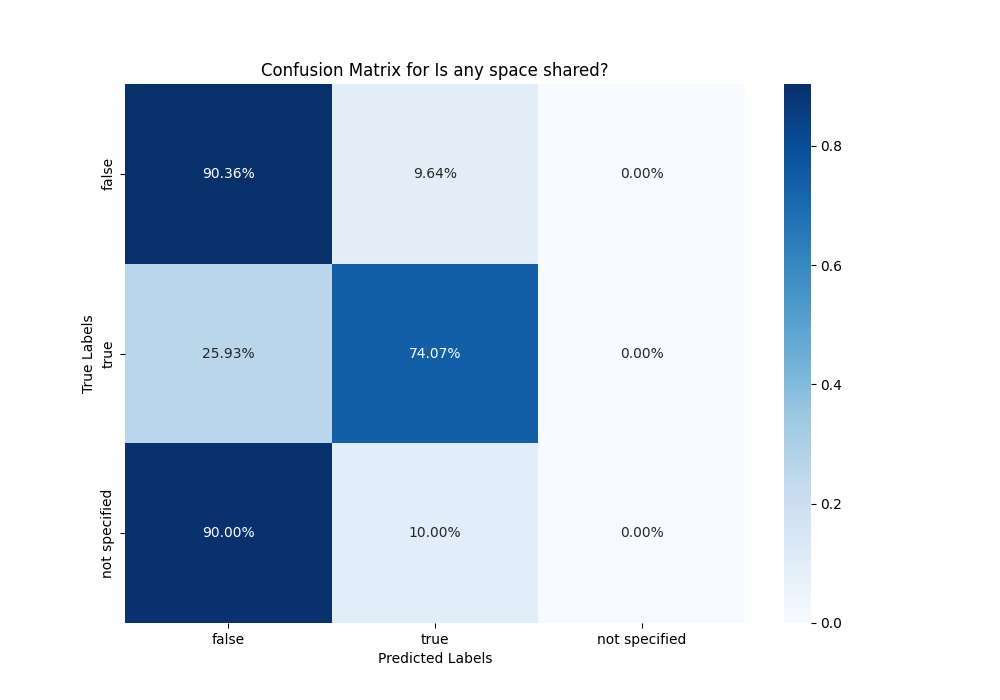 Confusion Matrix for Is any space shared?
True Labels
false
90.36%
9.64%
0.00%
true
25.93%
74.07%
0.00%
not specified
90.00%
10.00%
0.00%
false
true
not specified
Predicted Labels
0.8
0.6
0.4
0.2
0.0